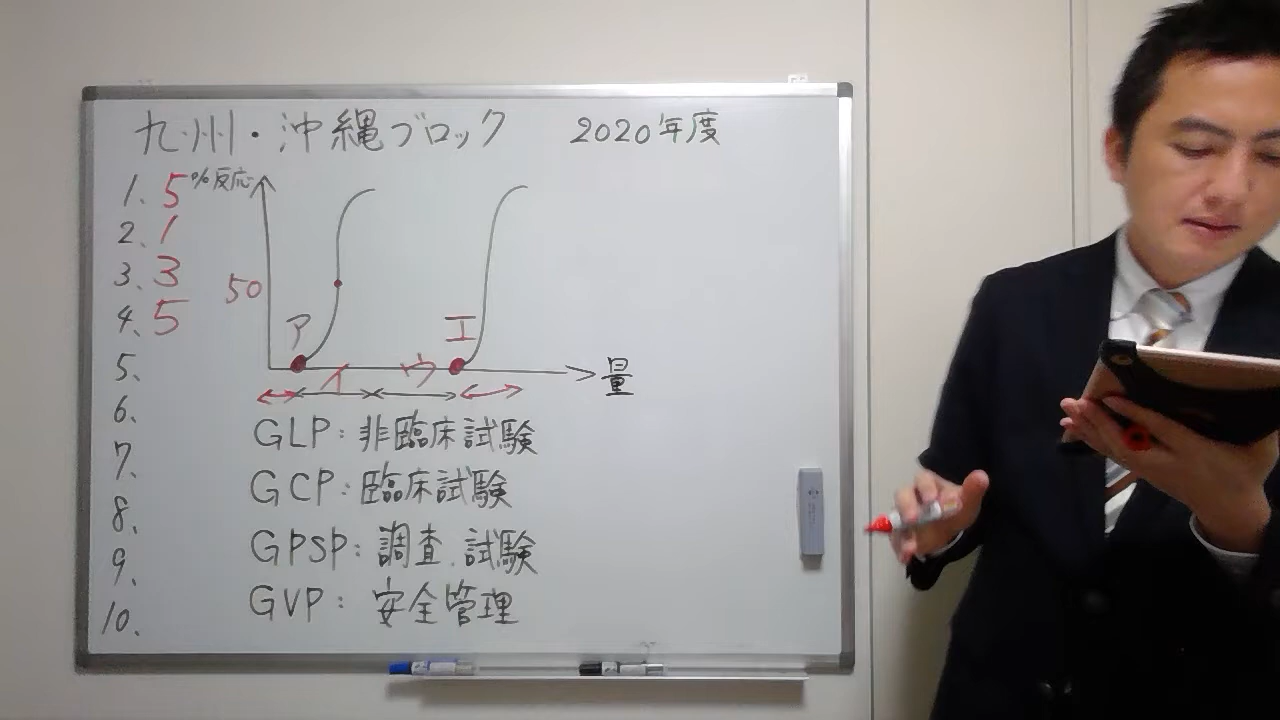 九州・沖縄ブロック 2020年度
1. 5
2. 1
3. 3
4. 5
5.
6.
7.
8.
9.
10.
%反応
50
ア
イ
ウ
エ
量
GLP: 非臨床試験
GCP: 臨床試験
GPSP: 調査、試験
GVP: 安全管理